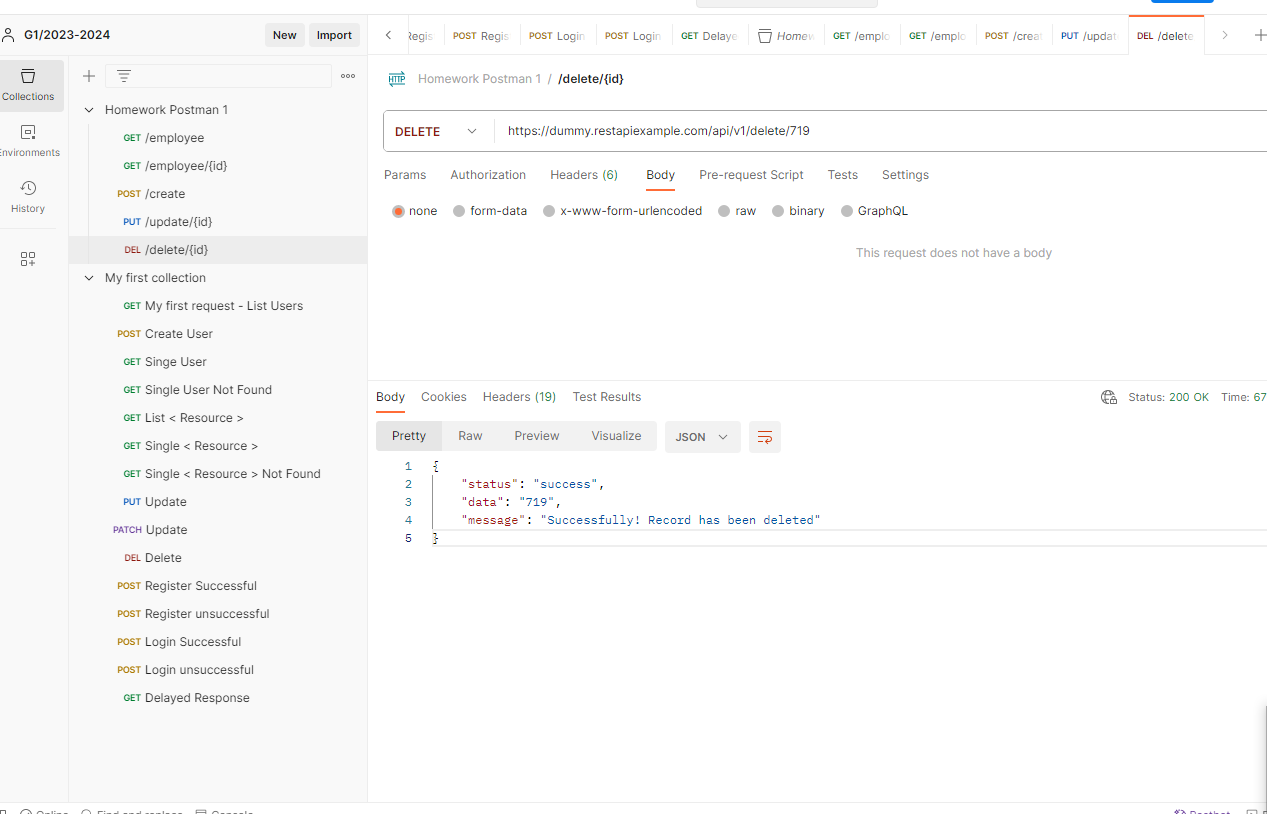 G1/2023-2024 New Import
POST Regis POST Login POST Login GET Delaye Homew GET /emplo GET /emplo POST /creat PUT /updat DEL /delete
Collections
Environments
History
Homework Postman 1
GET /employee
GET /employee/{id}
POST /create
PUT /update/{id}
DEL /delete/{id}
My first collection
GET My first request - List Users
POST Create User
GET Singe User
GET Single User Not Found
GET List < Resource >
GET Single < Resource >
GET Single < Resource > Not Found
PUT Update
PATCH Update
DEL Delete
POST Register Successful
POST Register unsuccessful
POST Login Successful
POST Login unsuccessful
GET Delayed Response
HTTP Homework Postman 1 / /delete/{id}
DELETE https://dummy.restapiexample.com/api/v1/delete/719
Params Authorization Headers (6) Body Pre-request Script Tests Settings
none form-data x-www-form-urlencoded raw binary GraphQL
This request does not have a body
Body Cookies Headers (19) Test Results Status: 200 OK Time: 67
Pretty Raw Preview Visualize JSON
1 {
2 "status": "success",
3 "data": "719",
4 "message": "Successfully! Record has been deleted"
5 }
Online Find and replace Console Postbot